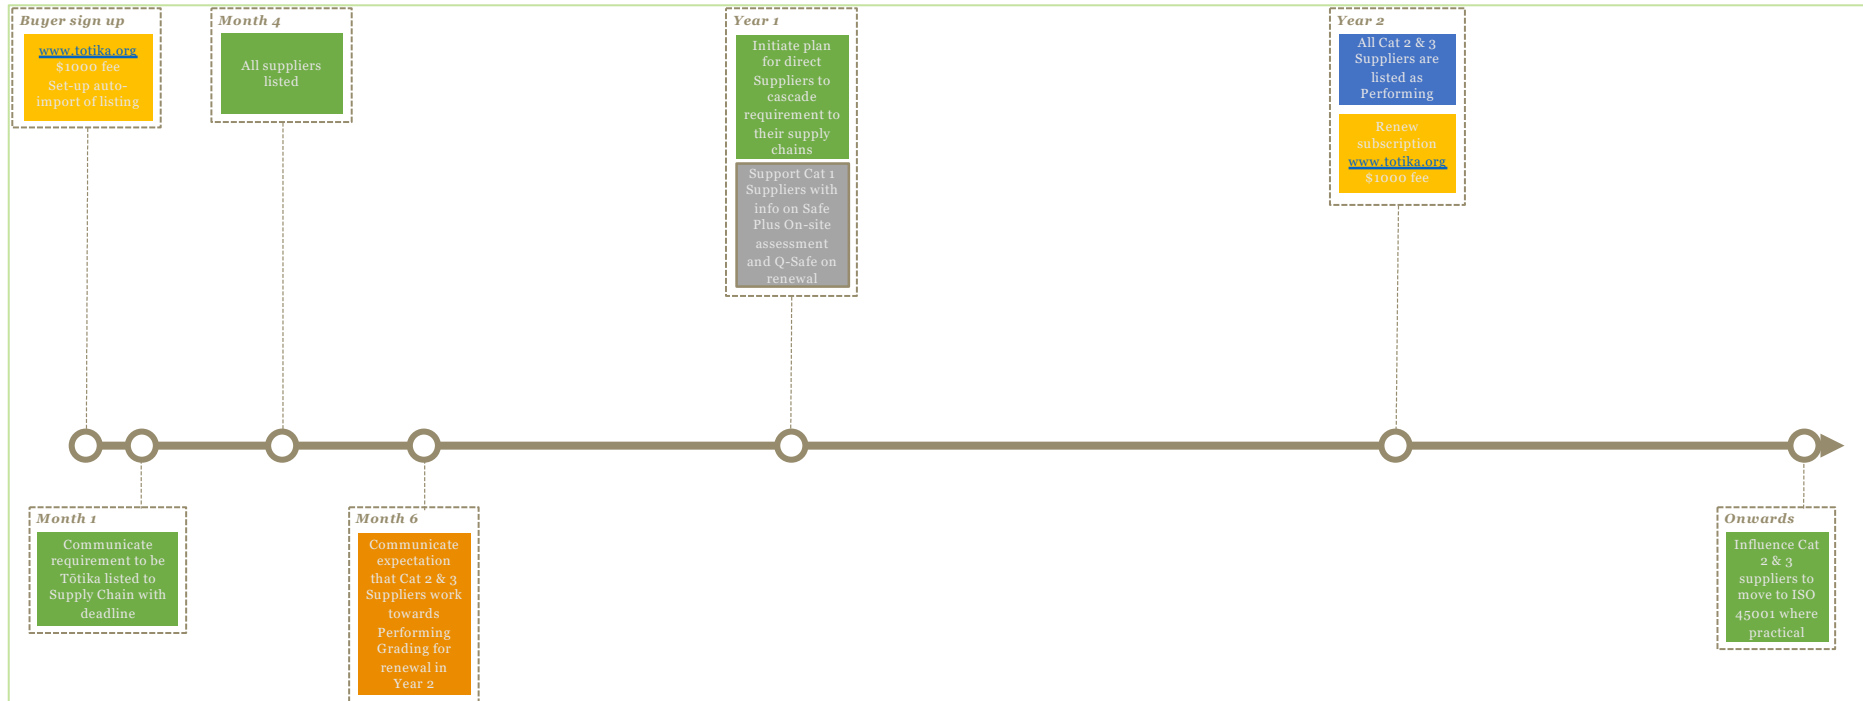 Buyer sign up
www.totika.org
$1000 fee
Set-up auto-
import of listing
Month 4
All suppliers
listed
Year 1
Initiate plan
for direct
Suppliers to
cascade
requirement to
their supply
chains
Support Cat 1
Suppliers with
info on Safe
Plus On-site
assessment
and Q-Safe on
renewal
Year 2
All Cat 2 & 3
Suppliers are
listed as
Performing
Renew
subscription
www.totika.org
$1000 fee
Month 1
Communicate
requirement to be
Tōtika listed to
Supply Chain with
deadline
Month 6
Communicate
expectation
that Cat 2 & 3
Suppliers work
towards
Performing
Grading for
renewal in
Year 2
Onwards
Influence Cat
2 & 3
suppliers to
move to ISO
45001 where
practical